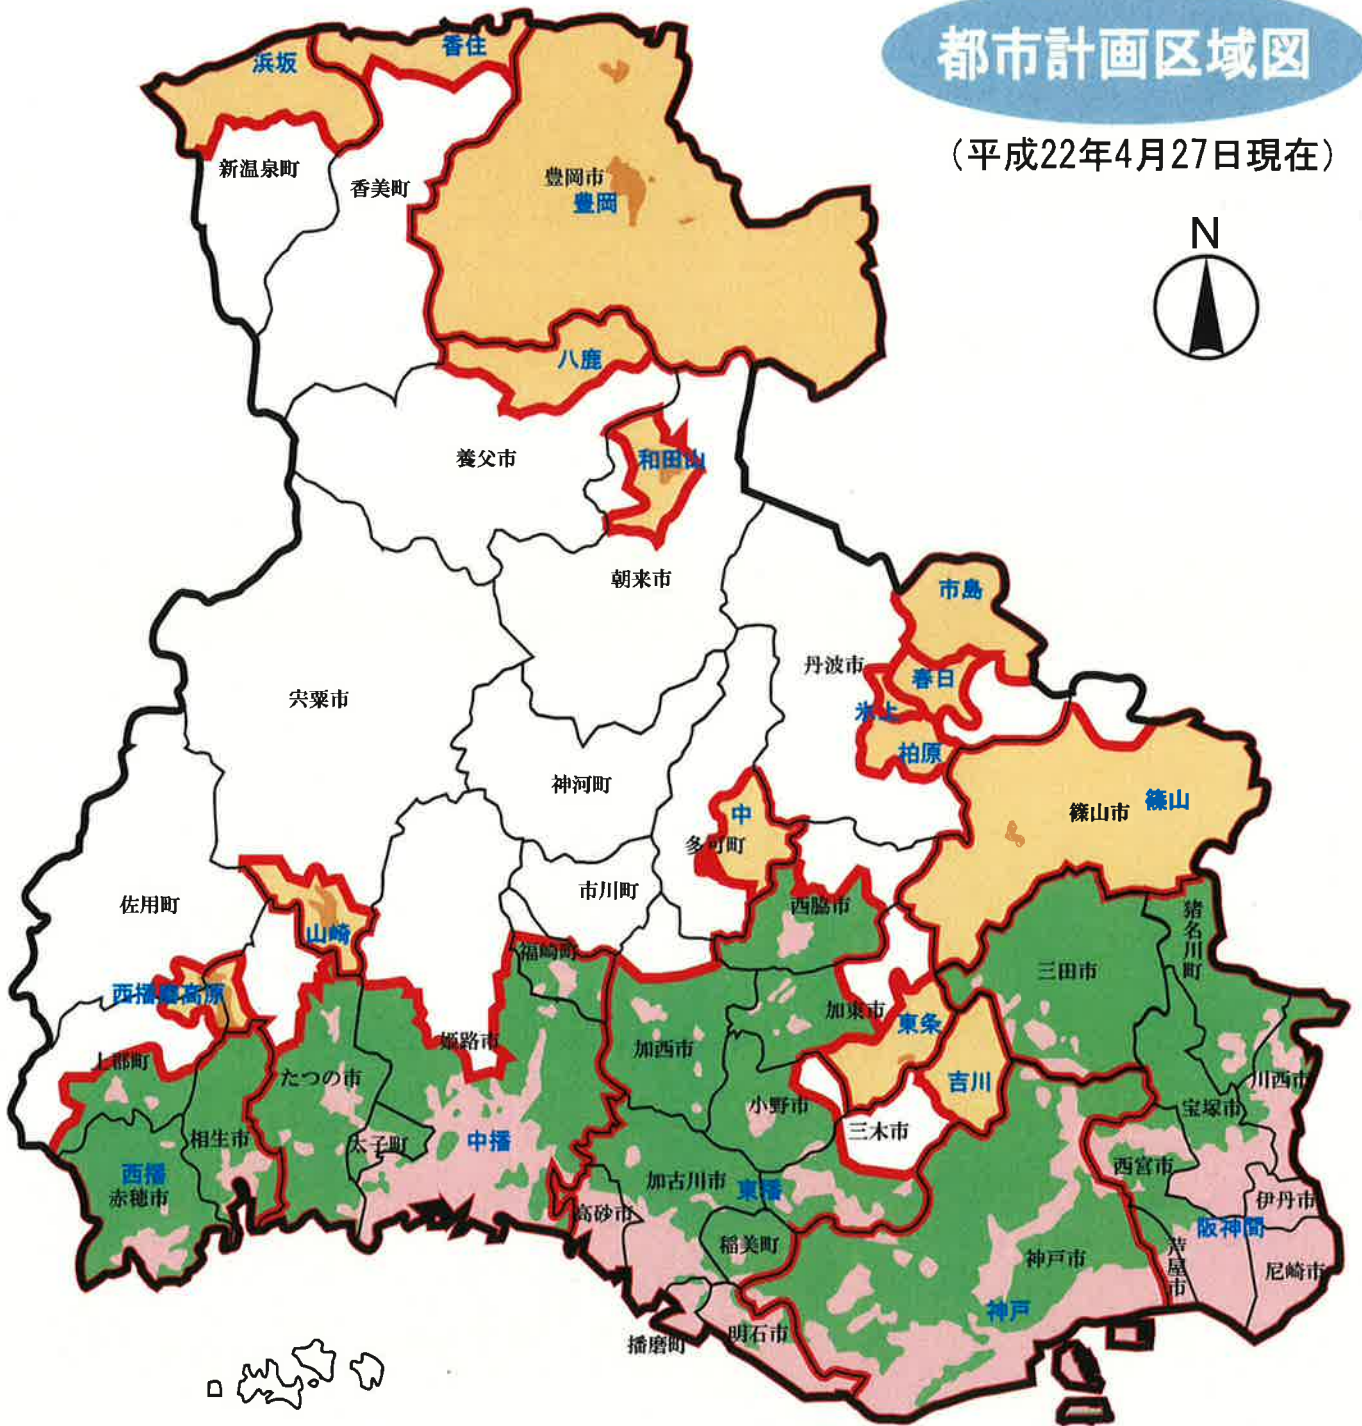 都市計画区域図
（平成22年4月27日現在）
N
香住
浜坂
新温泉町
香美町
豊岡市
豊岡
八鹿
養父市
和田山
朝来市
市島
丹波市
春日
氷上
柏原
宍粟市
神河町
中
多可町
篠山市
篠山
市川町
佐用町
山崎
西脇市
猪名川町
福崎町
三田市
西播磨高原
加東市
東条
姫路市
加西市
上郡町
たつの市
吉川
川西市
小野市
宝塚市
三木市
相生市
太子町
中播
西宮市
西播
赤穂市
加古川市
東播
伊丹市
高砂市
阪神間
稲美町
神戸市
芦屋市
尼崎市
神戸
明石市
播磨町